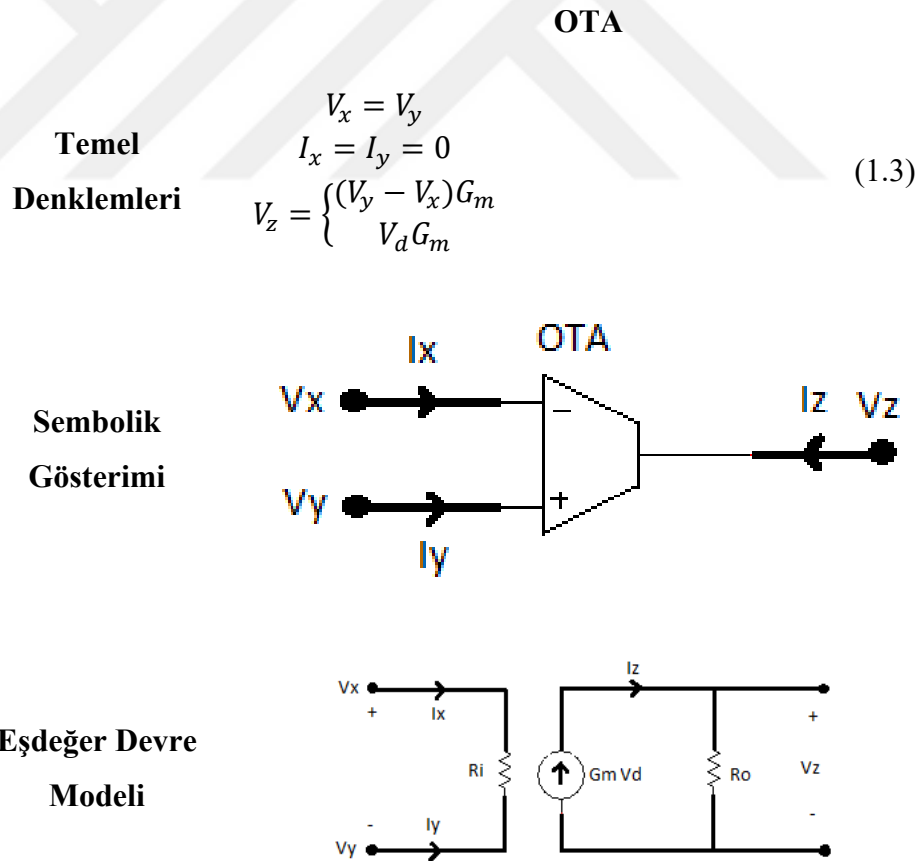 OTA
Temel
Denklemleri
V_x = V_y
I_x = I_y = 0
V_z = {(V_y − V_x)G_m
V_d G_m
(1.3)
Sembolik
Gösterimi
OTA
Ix
Vx
−
Iz Vz
Vy
+
Iy
Eşdeğer Devre
Modeli
Vx
+
Ix
Iz
+
Ri
Gm Vd
Ro
Vz
-
Iy
-
Vy